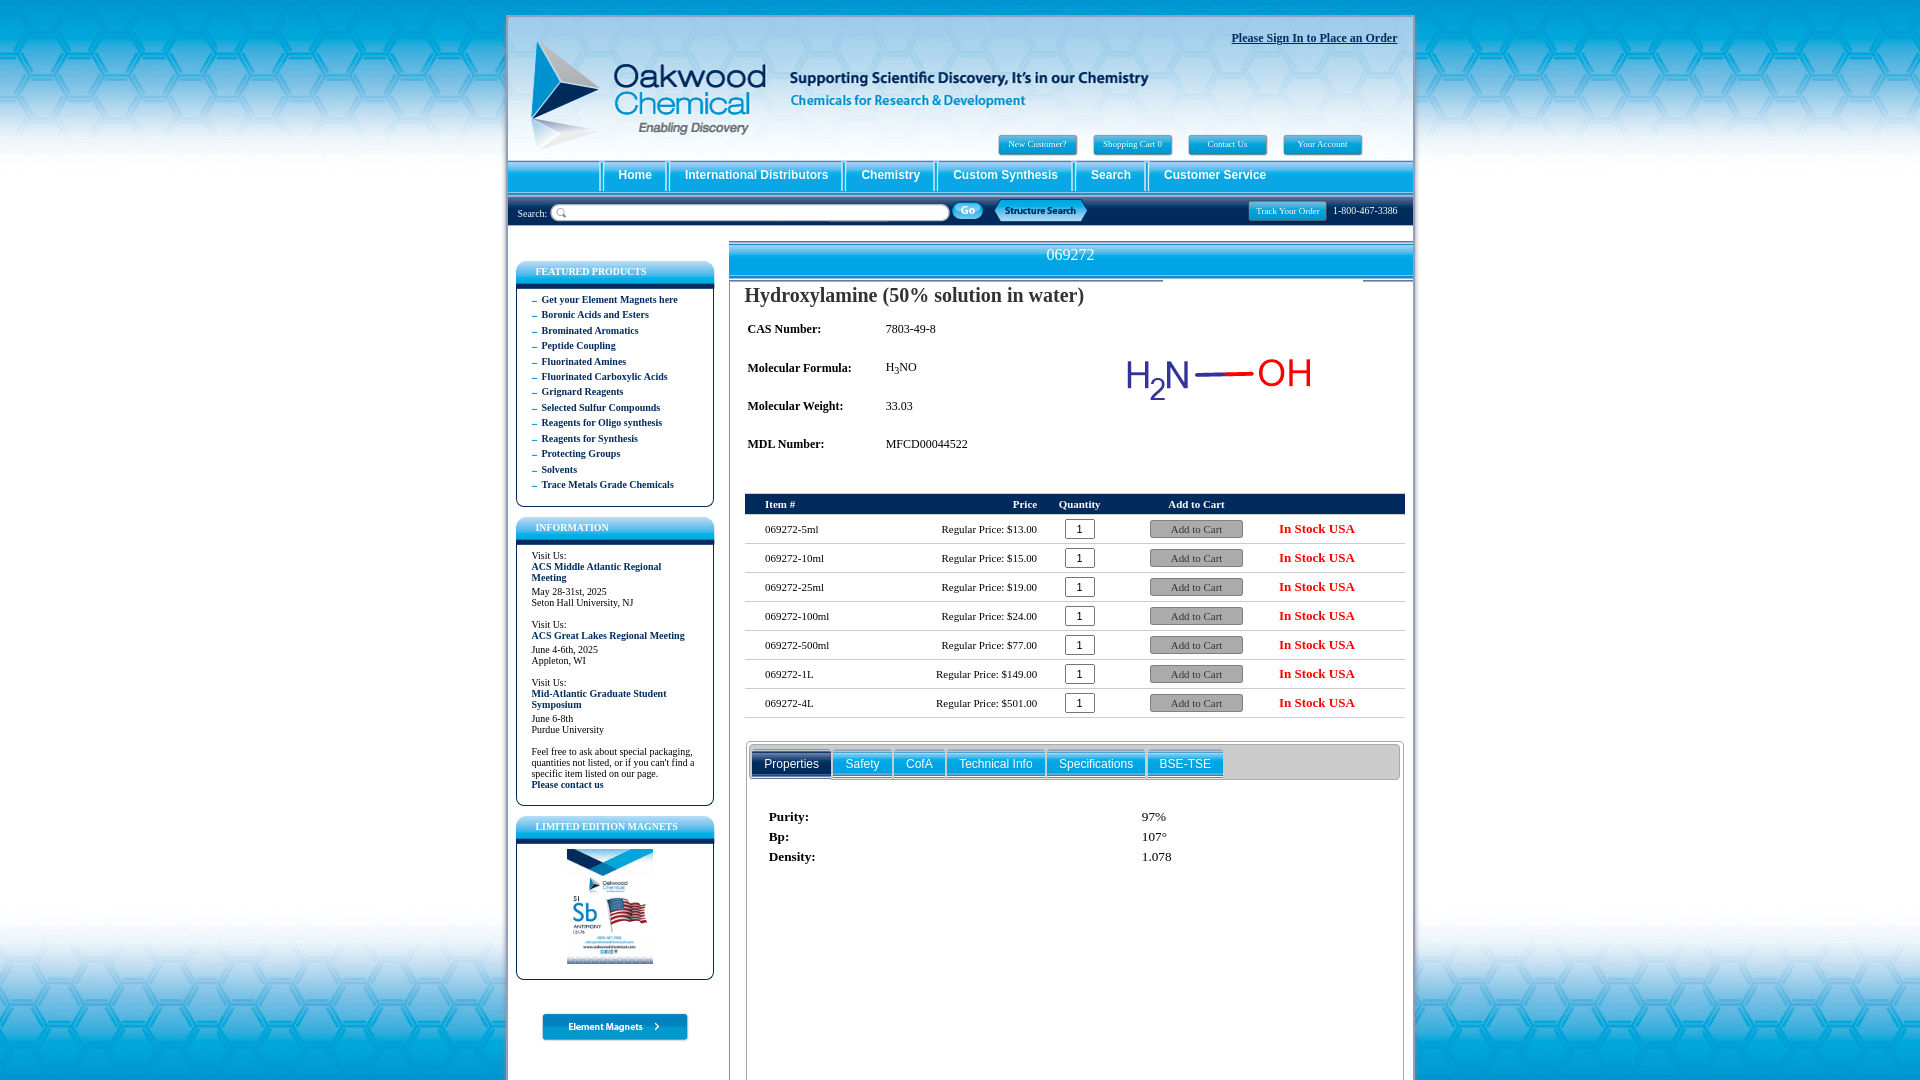 Please Sign In to Place an Order
Oakwood
Chemical
Enabling Discovery
Supporting Scientific Discovery, It's in our Chemistry
Chemicals for Research & Development
New Customer?
Shopping Cart 0
Contact Us
Your Account
Home
International Distributors
Chemistry
Custom Synthesis
Search
Customer Service
Search:
Go
Structure Search
Track Your Order
1-800-467-3386
FEATURED PRODUCTS
– Get your Element Magnets here
– Boronic Acids and Esters
– Brominated Aromatics
– Peptide Coupling
– Fluorinated Amines
– Fluorinated Carboxylic Acids
– Grignard Reagents
– Selected Sulfur Compounds
– Reagents for Oligo synthesis
– Reagents for Synthesis
– Protecting Groups
– Solvents
– Trace Metals Grade Chemicals
INFORMATION
Visit Us:
ACS Middle Atlantic Regional
Meeting
May 28-31st, 2025
Seton Hall University, NJ
Visit Us:
ACS Great Lakes Regional Meeting
June 4-6th, 2025
Appleton, WI
Visit Us:
Mid-Atlantic Graduate Student
Symposium
June 6-8th
Purdue University
Feel free to ask about special packaging,
quantities not listed, or if you can't find a
specific item listed on our page.
Please contact us
LIMITED EDITION MAGNETS
Oakwood
Chemical
51
Sb
ANTIMONY
www.oakwoodchemical.com
Element Magnets
069272
Hydroxylamine (50% solution in water)
CAS Number: 7803-49-8
Molecular Formula: H3NO
Molecular Weight: 33.03
MDL Number: MFCD00044522
H2N OH
Item # Price Quantity Add to Cart
069272-5ml Regular Price: $13.00 1 Add to Cart In Stock USA
069272-10ml Regular Price: $15.00 1 Add to Cart In Stock USA
069272-25ml Regular Price: $19.00 1 Add to Cart In Stock USA
069272-100ml Regular Price: $24.00 1 Add to Cart In Stock USA
069272-500ml Regular Price: $77.00 1 Add to Cart In Stock USA
069272-1L Regular Price: $149.00 1 Add to Cart In Stock USA
069272-4L Regular Price: $501.00 1 Add to Cart In Stock USA
Properties
Safety
CofA
Technical Info
Specifications
BSE-TSE
Purity: 97%
Bp: 107°
Density: 1.078